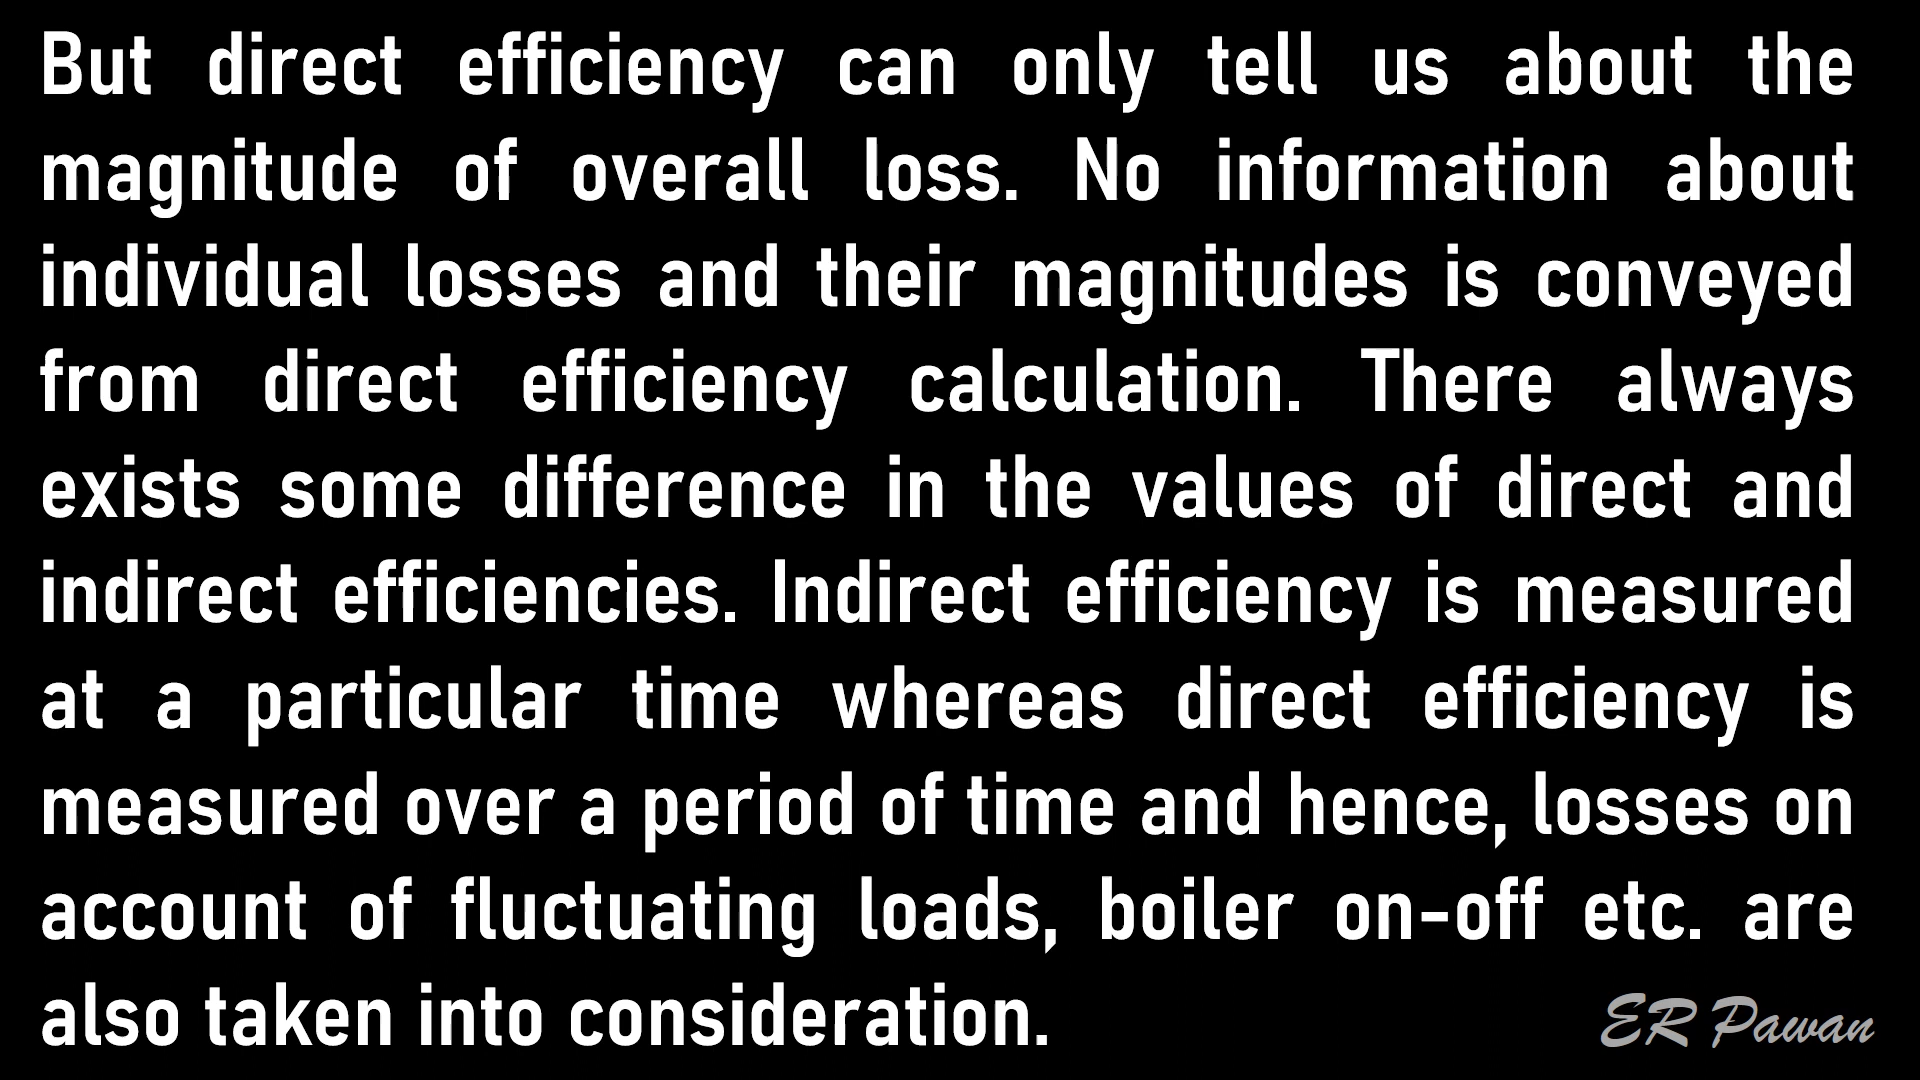 But direct efficiency can only tell us about the
magnitude of overall loss. No information about
individual losses and their magnitudes is conveyed
from direct efficiency calculation. There always
exists some difference in the values of direct and
indirect efficiencies. Indirect efficiency is measured
at a particular time whereas direct efficiency is
measured over a period of time and hence, losses on
account of fluctuating loads, boiler on-off etc. are
also taken into consideration.
ER Pawan